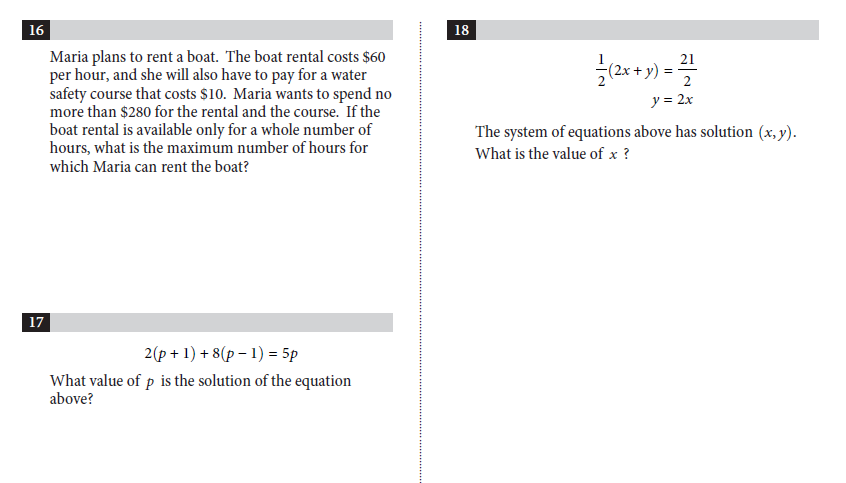 16
Maria plans to rent a boat. The boat rental costs $60
per hour, and she will also have to pay for a water
safety course that costs $10. Maria wants to spend no
more than $280 for the rental and the course. If the
boat rental is available only for a whole number of
hours, what is the maximum number of hours for
which Maria can rent the boat?
17
2(p + 1) + 8(p − 1) = 5p
What value of p is the solution of the equation
above?
18
1/2(2x + y) = 21/2
y = 2x
The system of equations above has solution (x, y).
What is the value of x ?